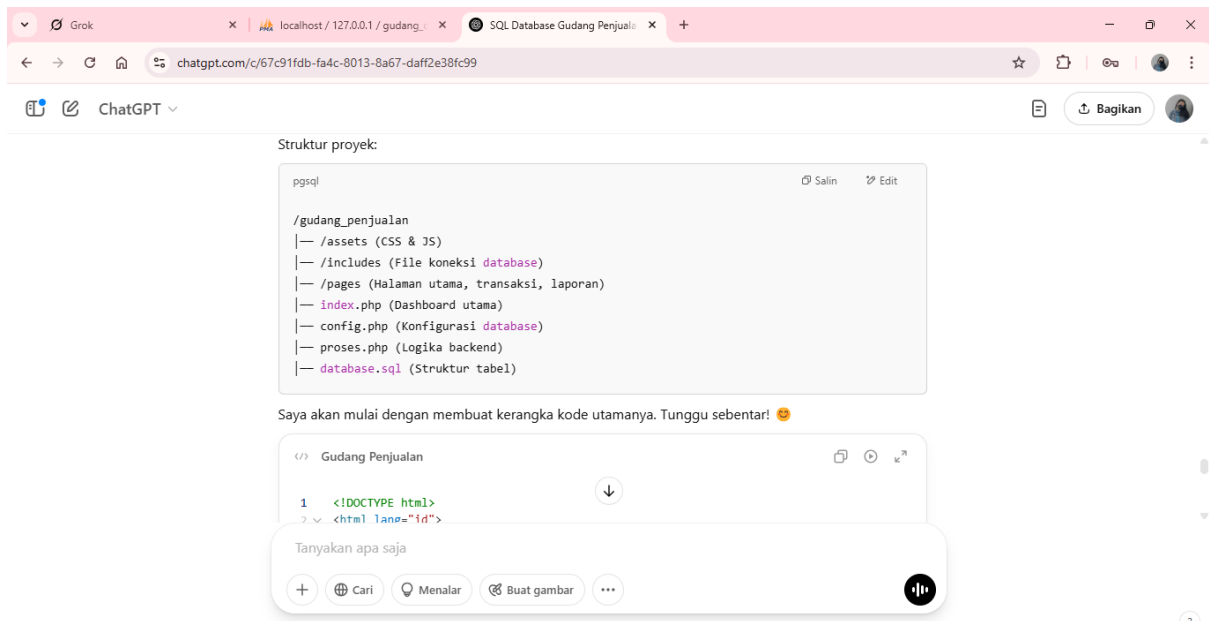 Grok
localhost / 127.0.0.1 / gudang_
SQL Database Gudang Penjuala
chatgpt.com/c/67c91fdb-fa4c-8013-8a67-daff2e38fc99
ChatGPT
Bagikan
Struktur proyek:
pgsql
Salin
Edit
/gudang_penjualan
|── /assets (CSS & JS)
|── /includes (File koneksi database)
|── /pages (Halaman utama, transaksi, laporan)
|── index.php (Dashboard utama)
|── config.php (Konfigurasi database)
|── proses.php (Logika backend)
|── database.sql (Struktur tabel)
Saya akan mulai dengan membuat kerangka kode utamanya. Tunggu sebentar! 😊
</> Gudang Penjualan
1 <!DOCTYPE html>
2 <html lang="id">
Tanyakan apa saja
Cari
Menalar
Buat gambar